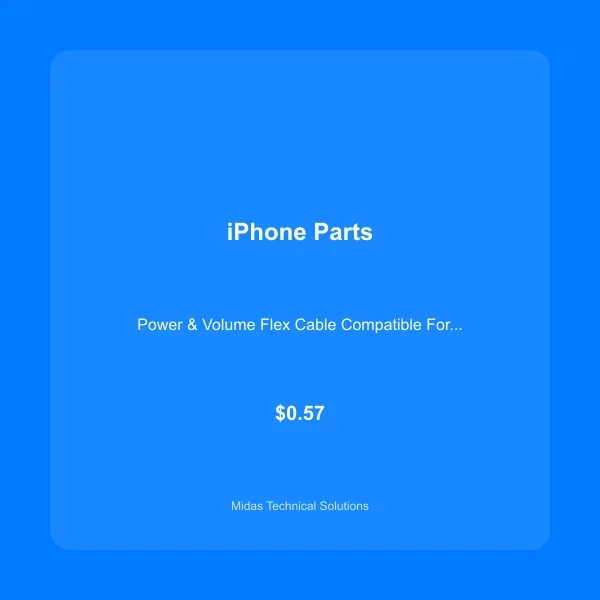 iPhone Parts
Power & Volume Flex Cable Compatible For...
$0.57
Midas Technical Solutions